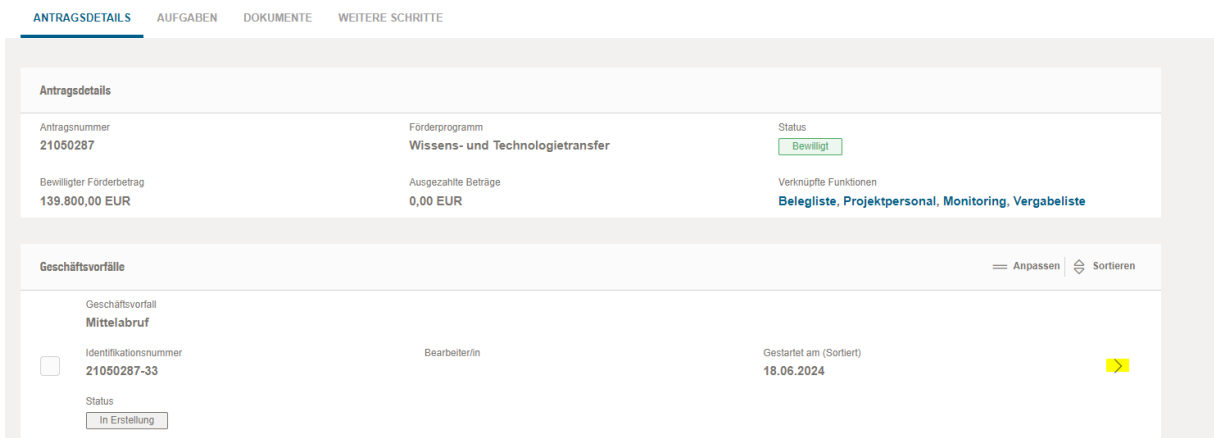 ANTRAGSDETAILS AUFGABEN DOKUMENTE WEITERE SCHRITTE
Antragsdetails
Antragsnummer Förderprogramm Status
21050287 Wissens- und Technologietransfer Bewilligt
Bewilligter Förderbetrag Ausgezahlte Beträge Verknüpfte Funktionen
139.800,00 EUR 0,00 EUR Belegliste, Projektpersonal, Monitoring, Vergabeliste
Geschäftsvorfälle Anpassen Sortieren
Geschäftsvorfall
Mittelabruf
Identifikationsnummer Bearbeiter/in Gestartet am (Sortiert)
21050287-33 18.06.2024
Status
In Erstellung